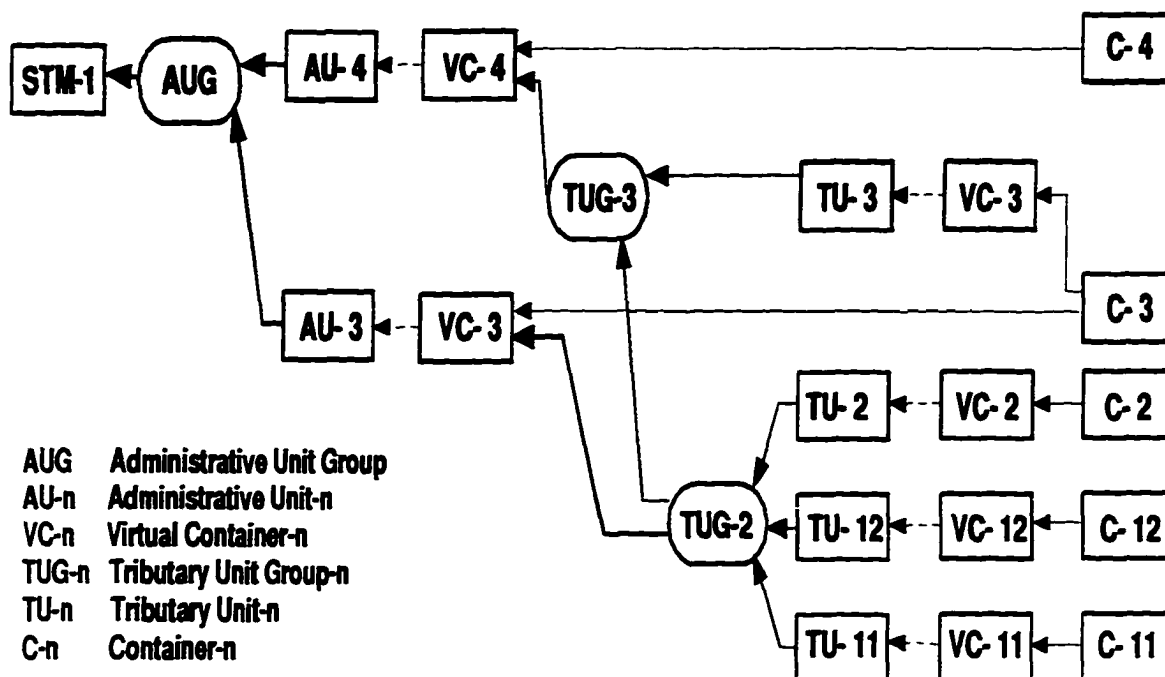 C- 4
STM-1 AUG AU- 4 VC- 4
TUG-3 TU- 3 VC- 3
AU- 3 VC- 3 C- 3
TU- 2 VC- 2 C- 2
TUG-2 TU- 12 VC- 12 C- 12
TU- 11 VC- 11 C- 11
AUG Administrative Unit Group
AU-n Administrative Unit-n
VC-n Virtual Container-n
TUG-n Tributary Unit Group-n
TU-n Tributary Unit-n
C-n Container-n